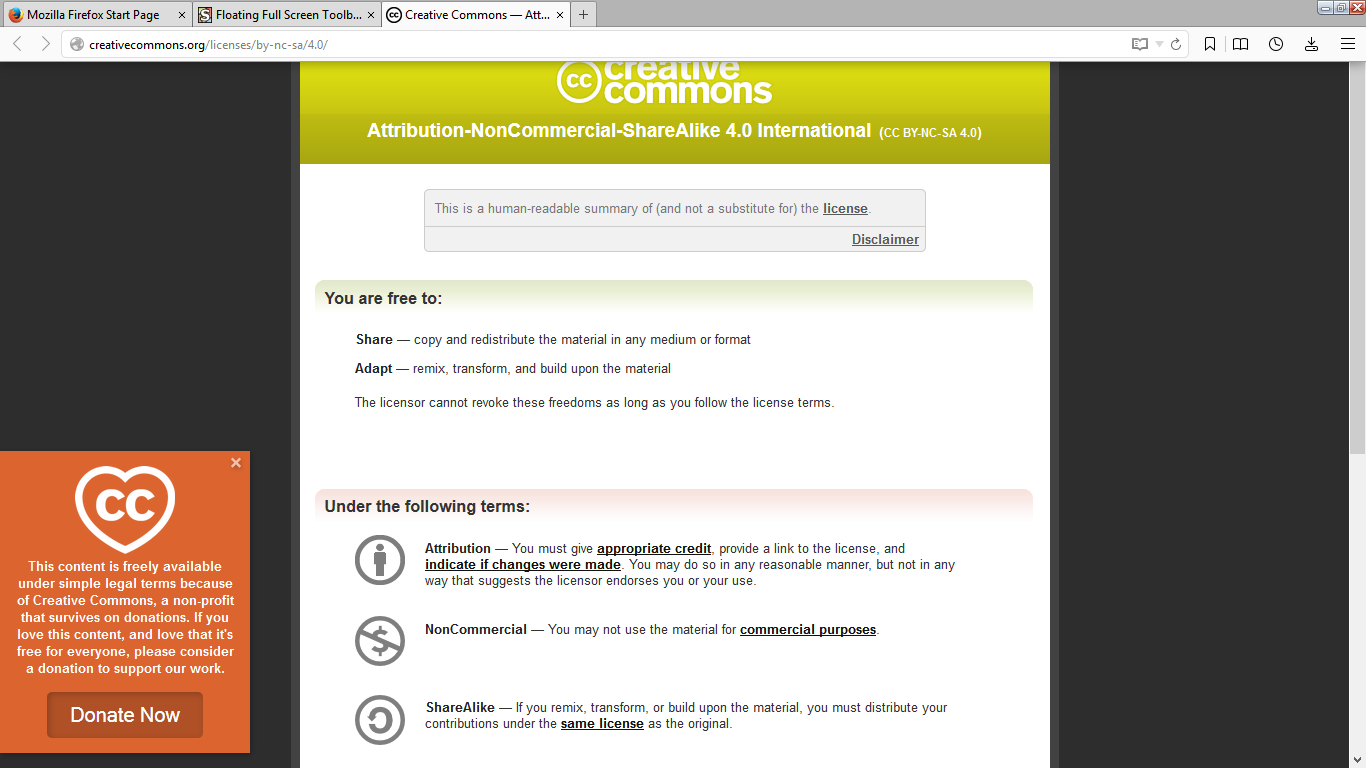 Mozilla Firefox Start Page
Floating Full Screen Toolb...
Creative Commons — Att...
creativecommons.org/licenses/by-nc-sa/4.0/
cc creative
commons
Attribution-NonCommercial-ShareAlike 4.0 International (CC BY-NC-SA 4.0)
This is a human-readable summary of (and not a substitute for) the license.
Disclaimer
You are free to:
Share — copy and redistribute the material in any medium or format
Adapt — remix, transform, and build upon the material
The licensor cannot revoke these freedoms as long as you follow the license terms.
Under the following terms:
Attribution — You must give appropriate credit, provide a link to the license, and
indicate if changes were made. You may do so in any reasonable manner, but not in any
way that suggests the licensor endorses you or your use.
NonCommercial — You may not use the material for commercial purposes.
ShareAlike — If you remix, transform, or build upon the material, you must distribute your
contributions under the same license as the original.
CC
This content is freely available
under simple legal terms because
of Creative Commons, a non-profit
that survives on donations. If you
love this content, and love that it's
free for everyone, please consider
a donation to support our work.
Donate Now